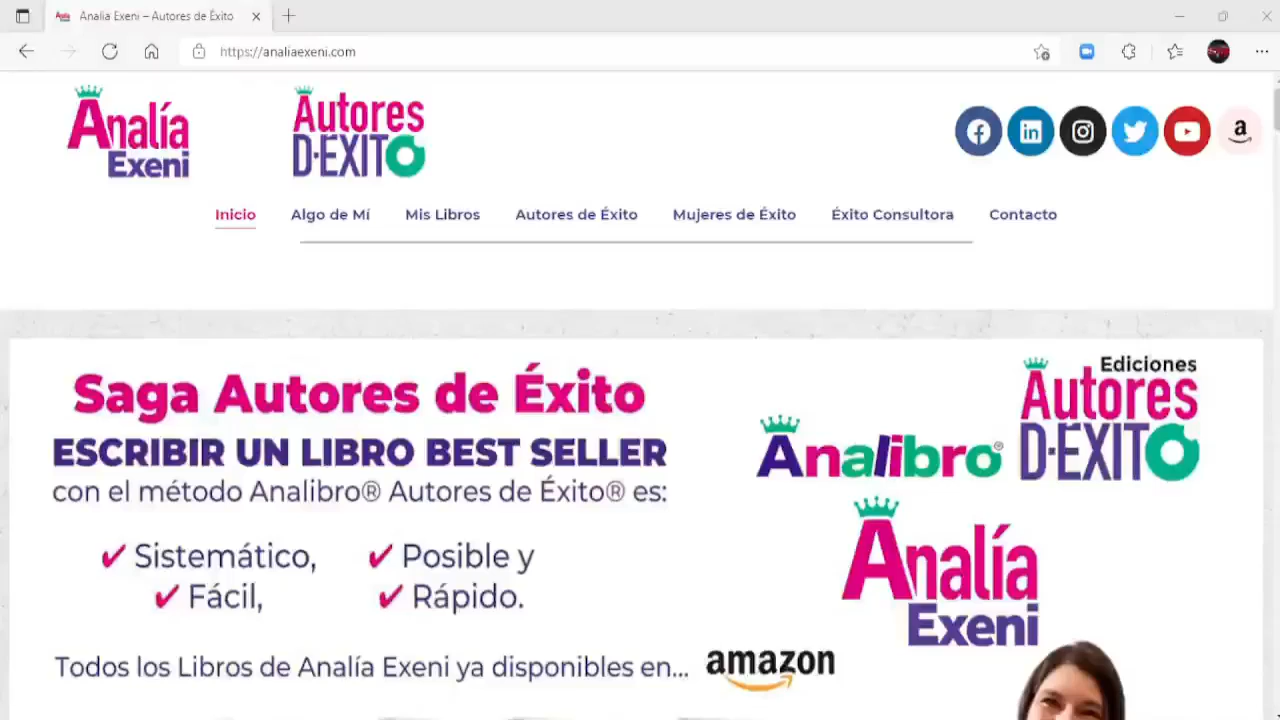 Analia Exeni – Autores de Éxito
https://analiaexeni.com
Analía
Exeni
Autores
D·ÉXITO
Inicio
Algo de Mí
Mis Libros
Autores de Éxito
Mujeres de Éxito
Éxito Consultora
Contacto
Saga Autores de Éxito
ESCRIBIR UN LIBRO BEST SELLER
con el método Analibro® Autores de Éxito® es:
✓ Sistemático,
✓ Posible y
✓ Fácil,
✓ Rápido.
Todos los Libros de Analía Exeni ya disponibles en...
amazon
Analibro®
Ediciones
Autores
D·ÉXITO
Analía
Exeni